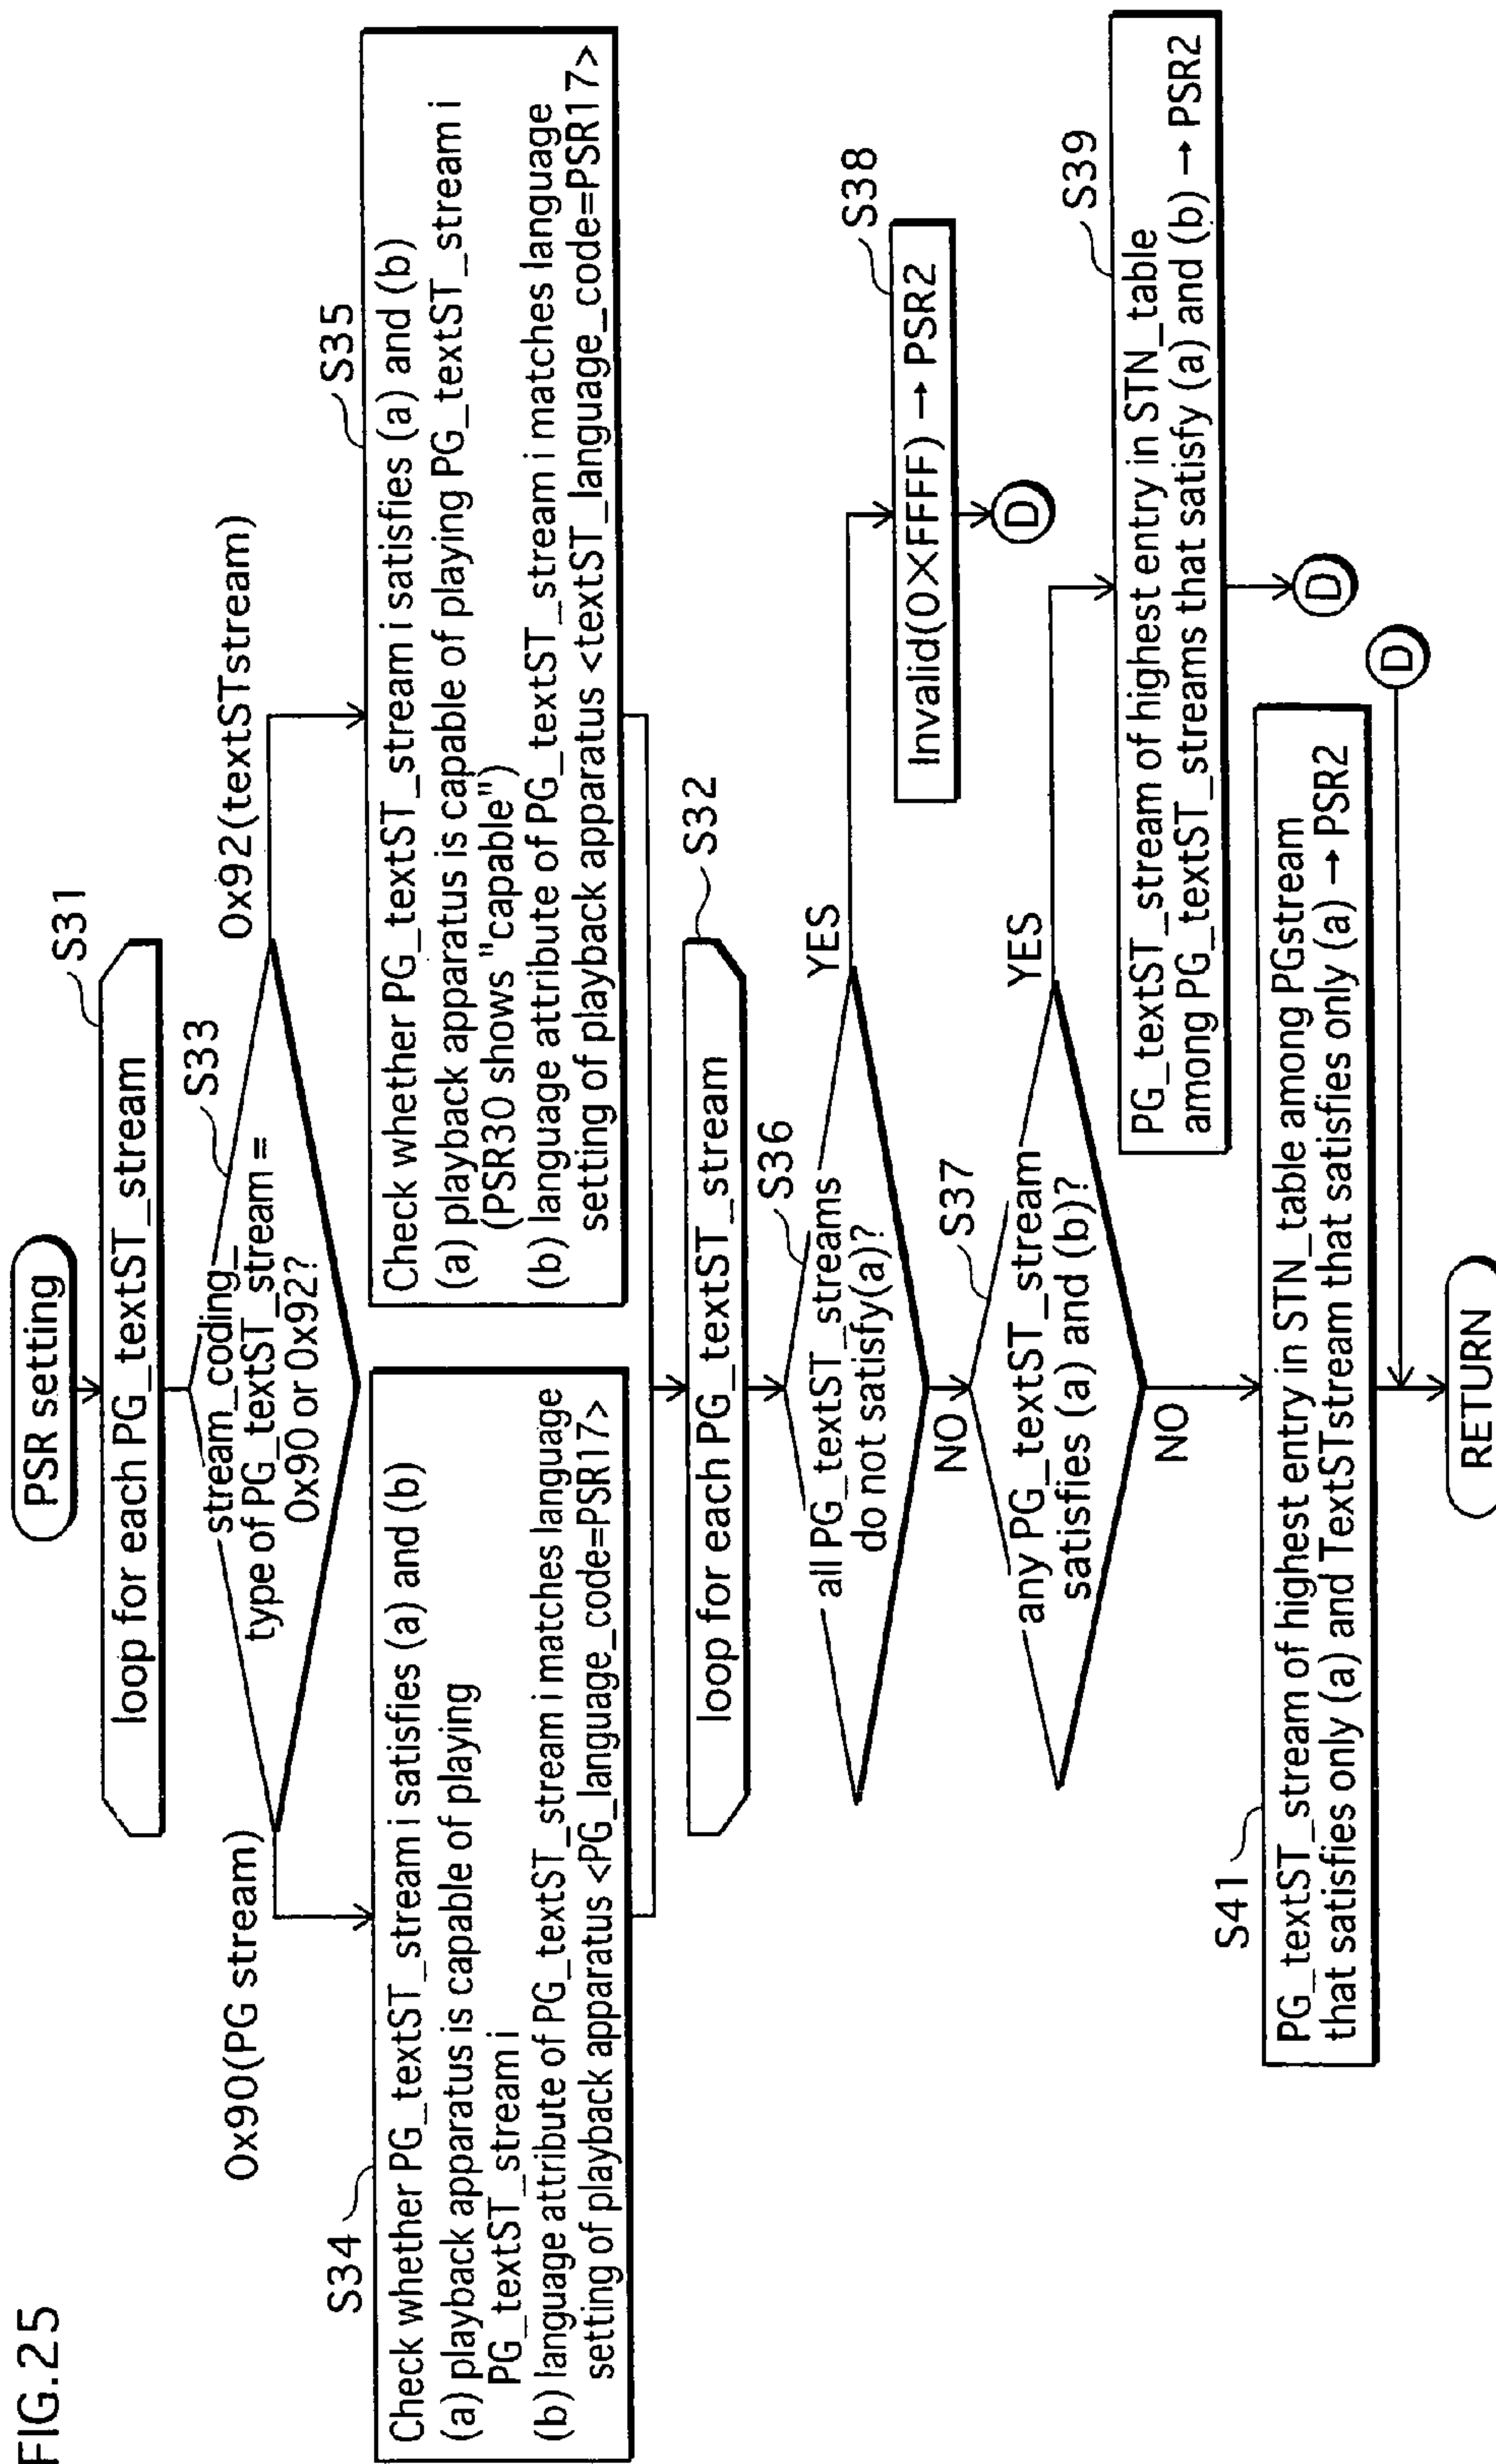 FIG.25
PSR setting
S31
loop for each PG_textST_stream
S33
stream_coding_
type of PG_textST_stream =
0x90 or 0x92?
0x90(PG stream)
0x92(textSTstream)
S34
Check whether PG_textST_stream i satisfies (a) and (b)
(a) playback apparatus is capable of playing
PG_textST_stream i
(b) language attribute of PG_textST_stream i matches language
setting of playback apparatus <PG_language_code=PSR17>
S35
Check whether PG_textST_stream i satisfies (a) and (b)
(a) playback apparatus is capable of playing PG_textST_stream i
(PSR30 shows "capable")
(b) language attribute of PG_textST_stream i matches language
setting of playback apparatus <textST_language_code=PSR17>
S32
loop for each PG_textST_stream
S36
all PG_textST_streams
do not satisfy(a)?
YES
S38
Invalid(0×FFFF) → PSR2
D
NO
S37
any PG_textST_stream
satisfies (a) and (b)?
YES
S39
PG_textST_stream of highest entry in STN_table
among PG_textST_streams that satisfy (a) and (b) → PSR2
D
NO
S41
PG_textST_stream of highest entry in STN_table among PGstream
that satisfies only (a) and TextSTstream that satisfies only (a) → PSR2
D
RETURN